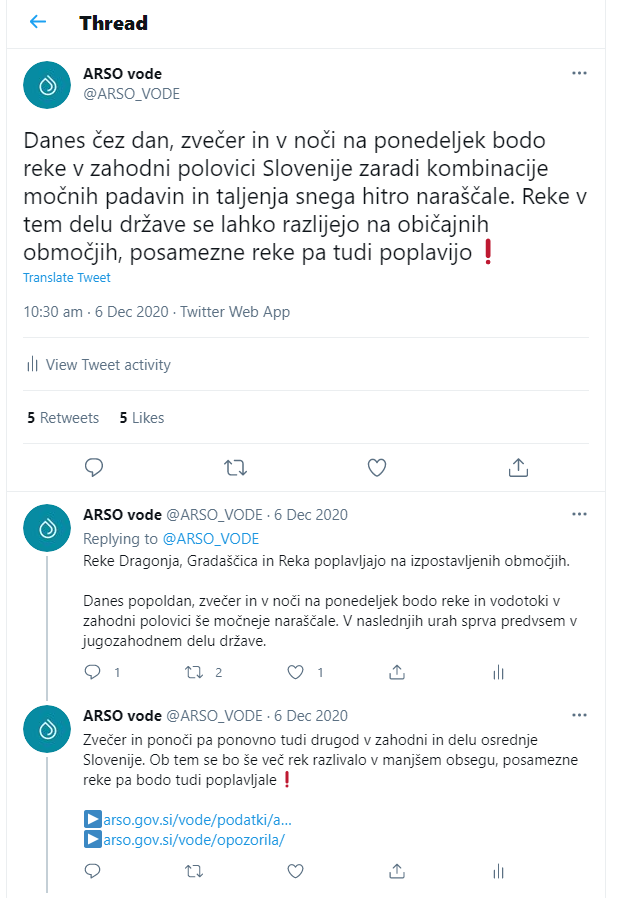 Thread
ARSO vode
@ARSO_VODE
Danes čez dan, zvečer in v noči na ponedeljek bodo
reke v zahodni polovici Slovenije zaradi kombinacije
močnih padavin in taljenja snega hitro naraščale. Reke v
tem delu države se lahko razlijejo na običajnih
območjih, posamezne reke pa tudi poplavijo❗
Translate Tweet
10:30 am · 6 Dec 2020 · Twitter Web App
View Tweet activity
5 Retweets 5 Likes
ARSO vode @ARSO_VODE · 6 Dec 2020
Replying to @ARSO_VODE
Reke Dragonja, Gradaščica in Reka poplavljajo na izpostavljenih območjih.
Danes popoldan, zvečer in v noči na ponedeljek bodo reke in vodotoki v
zahodni polovici še močneje naraščale. V naslednjih urah sprva predvsem v
jugozahodnem delu države.
1 2 1
ARSO vode @ARSO_VODE · 6 Dec 2020
Zvečer in ponoči pa ponovno tudi drugod v zahodni in delu osrednje
Slovenije. Ob tem se bo še več rek razlivalo v manjšem obsegu, posamezne
reke pa bodo tudi poplavljale❗
▶arso.gov.si/vode/podatki/a...
▶arso.gov.si/vode/opozorila/